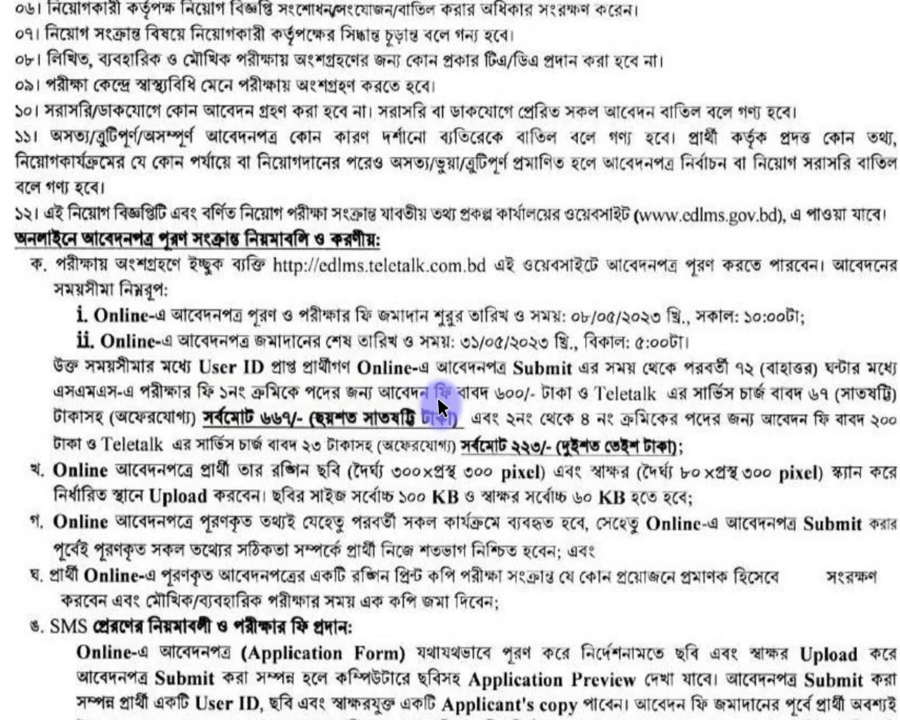 ০৬। নিয়োগকারী কর্তৃপক্ষ নিয়োগ বিজ্ঞপ্তি সংশোধন/সংযোজন/বাতিল করার অধিকার সংরক্ষণ করেন।
০৭। নিয়োগ সংক্রান্ত বিষয়ে নিয়োগকারী কর্তৃপক্ষের সিদ্ধান্ত চূড়ান্ত বলে গন্য হবে।
০৮। লিখিত, ব্যবহারিক ও মৌখিক পরীক্ষায় অংশগ্রহণের জন্য কোন প্রকার টিএ/ডিএ প্রদান করা হবে না।
০৯। পরীক্ষা কেন্দ্রে স্বাস্থ্যবিধি মেনে পরীক্ষায় অংশগ্রহণ করতে হবে।
১০। সরাসরি/ডাকযোগে কোন আবেদন গ্রহণ করা হবে না। সরাসরি বা ডাকযোগে প্রেরিত সকল আবেদন বাতিল বলে গণ্য হবে।
১১। অসত্য/ত্রুটিপূর্ণ/অসম্পূর্ণ আবেদনপত্র কোন কারণ দর্শানো ব্যতিরেকে বাতিল বলে গণ্য হবে। প্রার্থী কর্তৃক প্রদত্ত কোন তথ্য,
নিয়োগকার্যক্রমের যে কোন পর্যায়ে বা নিয়োগদানের পরেও অসত্য/ভুয়া/ত্রুটিপূর্ণ প্রমাণিত হলে আবেদনপত্র নির্বাচন বা নিয়োগ সরাসরি বাতিল
বলে গণ্য হবে।
১২। এই নিয়োগ বিজ্ঞপ্তিটি এবং বর্ণিত নিয়োগ পরীক্ষা সংক্রান্ত যাবতীয় তথ্য প্রকল্প কার্যালয়ের ওয়েবসাইট (www.edlms.gov.bd), এ পাওয়া যাবে।
অনলাইনে আবেদনপত্র পূরণ সংক্রান্ত নিয়মাবলি ও করণীয়:
ক. পরীক্ষায় অংশগ্রহণে ইচ্ছুক ব্যক্তি http://edlms.teletalk.com.bd এই ওয়েবসাইটে আবেদনপত্র পূরণ করতে পারবেন। আবেদনের
সময়সীমা নিম্নরূপ:
i. Online-এ আবেদনপত্র পূরণ ও পরীক্ষার ফি জমাদান শুরুর তারিখ ও সময়: ০৮/০৫/২০২৩ খ্রি., সকাল: ১০:০০টা;
ii. Online-এ আবেদনপত্র জমাদানের শেষ তারিখ ও সময়: ৩১/০৫/২০২৩ খ্রি., বিকাল: ৫:০০টা।
উক্ত সময়সীমার মধ্যে User ID প্রাপ্ত প্রার্থীগণ Online-এ আবেদনপত্র Submit এর সময় থেকে পরবর্তী ৭২ (বাহাত্তর) ঘন্টার মধ্যে
এসএমএস-এ পরীক্ষার ফি ১নং ক্রমিকে পদের জন্য আবেদন ফি বাবদ ৬০০/- টাকা ও Teletalk এর সার্ভিস চার্জ বাবদ ৬৭ (সাতষট্টি)
টাকাসহ (অফেরযোগ্য) সর্বমোট ৬৬৭/- (ছয়শত সাতষট্টি টাকা) এবং ২নং থেকে ৪ নং ক্রমিকের পদের জন্য আবেদন ফি বাবদ ২০০
টাকা ও Teletalk এর সার্ভিস চার্জ বাবদ ২৩ টাকাসহ (অফেরযোগ্য) সর্বমোট ২২৩/- (দুইশত তেইশ টাকা);
খ. Online আবেদনপত্রে প্রার্থী তার রঙ্গিন ছবি (দৈর্ঘ্য ৩০০×প্রস্থ ৩০০ pixel) এবং স্বাক্ষর (দৈর্ঘ্য ৮০ ×প্রস্থ ৩০০ pixel) স্ক্যান করে
নির্ধারিত স্থানে Upload করবেন। ছবির সাইজ সর্বোচ্চ ১০০ KB ও স্বাক্ষর সর্বোচ্চ ৬০ KB হতে হবে;
গ. Online আবেদনপত্রে পূরণকৃত তথ্যই যেহেতু পরবর্তী সকল কার্যক্রমে ব্যবহৃত হবে, সেহেতু Online-এ আবেদনপত্র Submit করার
পূর্বেই পূরণকৃত সকল তথ্যের সঠিকতা সম্পর্কে প্রার্থী নিজে শতভাগ নিশ্চিত হবেন; এবং
ঘ. প্রার্থী Online-এ পূরণকৃত আবেদনপত্রের একটি রঙ্গিন প্রিন্ট কপি পরীক্ষা সংক্রান্ত যে কোন প্রয়োজনে প্রমাণক হিসেবে সংরক্ষণ
করবেন এবং মৌখিক/ব্যবহারিক পরীক্ষার সময় এক কপি জমা দিবেন;
ঙ. SMS প্রেরণের নিয়মাবলী ও পরীক্ষার ফি প্রদান:
Online-এ আবেদনপত্র (Application Form) যথাযথভাবে পূরণ করে নির্দেশনামতে ছবি এবং স্বাক্ষর Upload করে
আবেদনপত্র Submit করা সম্পন্ন হলে কম্পিউটারে ছবিসহ Application Preview দেখা যাবে। আবেদনপত্র Submit করা
সম্পন্ন প্রার্থী একটি User ID, ছবি এবং স্বাক্ষরযুক্ত একটি Applicant's copy পাবেন। আবেদন ফি জমাদানের পূর্বে প্রার্থী অবশ্যই